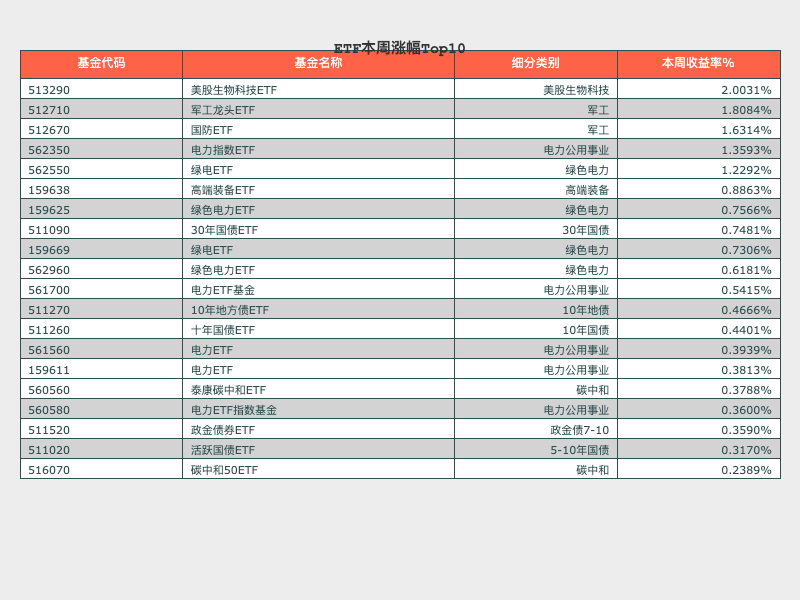 ETF本周涨幅Top10
基金代码 基金名称 细分类别 本周收益率%
513290 美股生物科技ETF 美股生物科技 2.0031%
512710 军工龙头ETF 军工 1.8084%
512670 国防ETF 军工 1.6314%
562350 电力指数ETF 电力公用事业 1.3593%
562550 绿电ETF 绿色电力 1.2292%
159638 高端装备ETF 高端装备 0.8863%
159625 绿色电力ETF 绿色电力 0.7566%
511090 30年国债ETF 30年国债 0.7481%
159669 绿电ETF 绿色电力 0.7306%
562960 绿色电力ETF 绿色电力 0.6181%
561700 电力ETF基金 电力公用事业 0.5415%
511270 10年地方债ETF 10年地债 0.4666%
511260 十年国债ETF 10年国债 0.4401%
561560 电力ETF 电力公用事业 0.3939%
159611 电力ETF 电力公用事业 0.3813%
560560 泰康碳中和ETF 碳中和 0.3788%
560580 电力ETF指数基金 电力公用事业 0.3600%
511520 政金债券ETF 政金债7-10 0.3590%
511020 活跃国债ETF 5-10年国债 0.3170%
516070 碳中和50ETF 碳中和 0.2389%